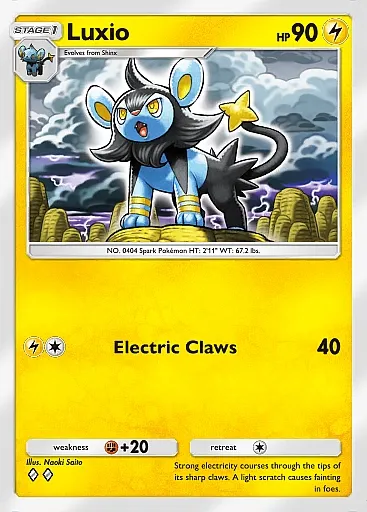 STAGE 1
Luxio
HP 90
Evolves from Shinx
NO. 0404 Spark Pokémon HT: 2'11" WT: 67.2 lbs.
Electric Claws 40
weakness +20 retreat
Illus. Naoki Saito
Strong electricity courses through the tips of
its sharp claws. A light scratch causes fainting
in foes.